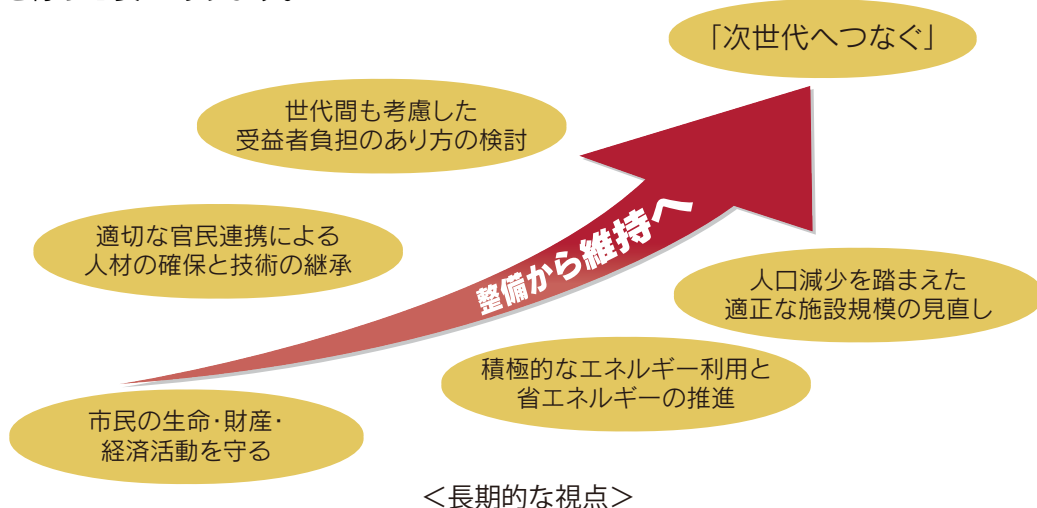 「次世代へつなぐ」
世代間も考慮した
受益者負担のあり方の検討
適切な官民連携による
人材の確保と技術の継承
整備から維持へ
人口減少を踏まえた
適正な施設規模の見直し
積極的なエネルギー利用と
省エネルギーの推進
市民の生命・財産・
経済活動を守る
＜長期的な視点＞